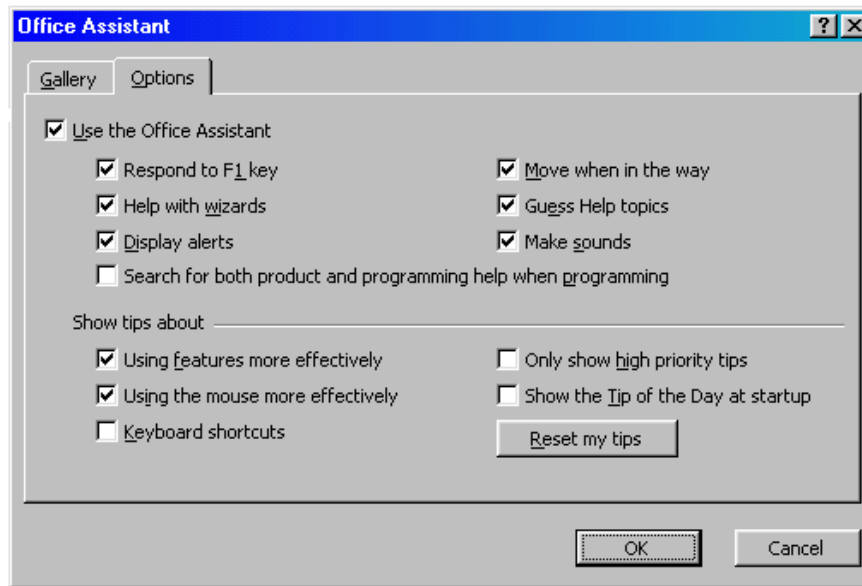 Office Assistant
Gallery Options
Use the Office Assistant
Respond to F1 key
Move when in the way
Help with wizards
Guess Help topics
Display alerts
Make sounds
Search for both product and programming help when programming
Show tips about
Using features more effectively
Only show high priority tips
Using the mouse more effectively
Show the Tip of the Day at startup
Keyboard shortcuts
Reset my tips
OK Cancel